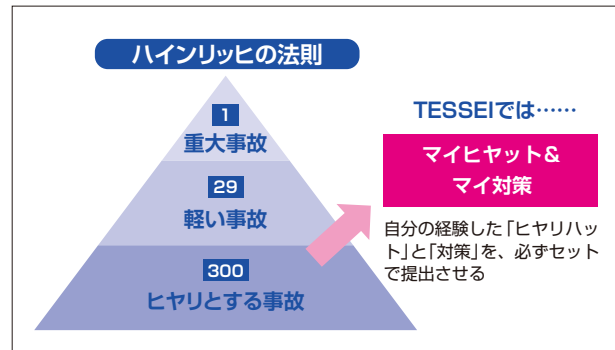 ハインリッヒの法則
1
重大事故
29
軽い事故
300
ヒヤリとする事故
TESSEIでは……
マイヒヤット&
マイ対策
自分の経験した「ヒヤリハッ
ト」と「対策」を、必ずセット
で提出させる